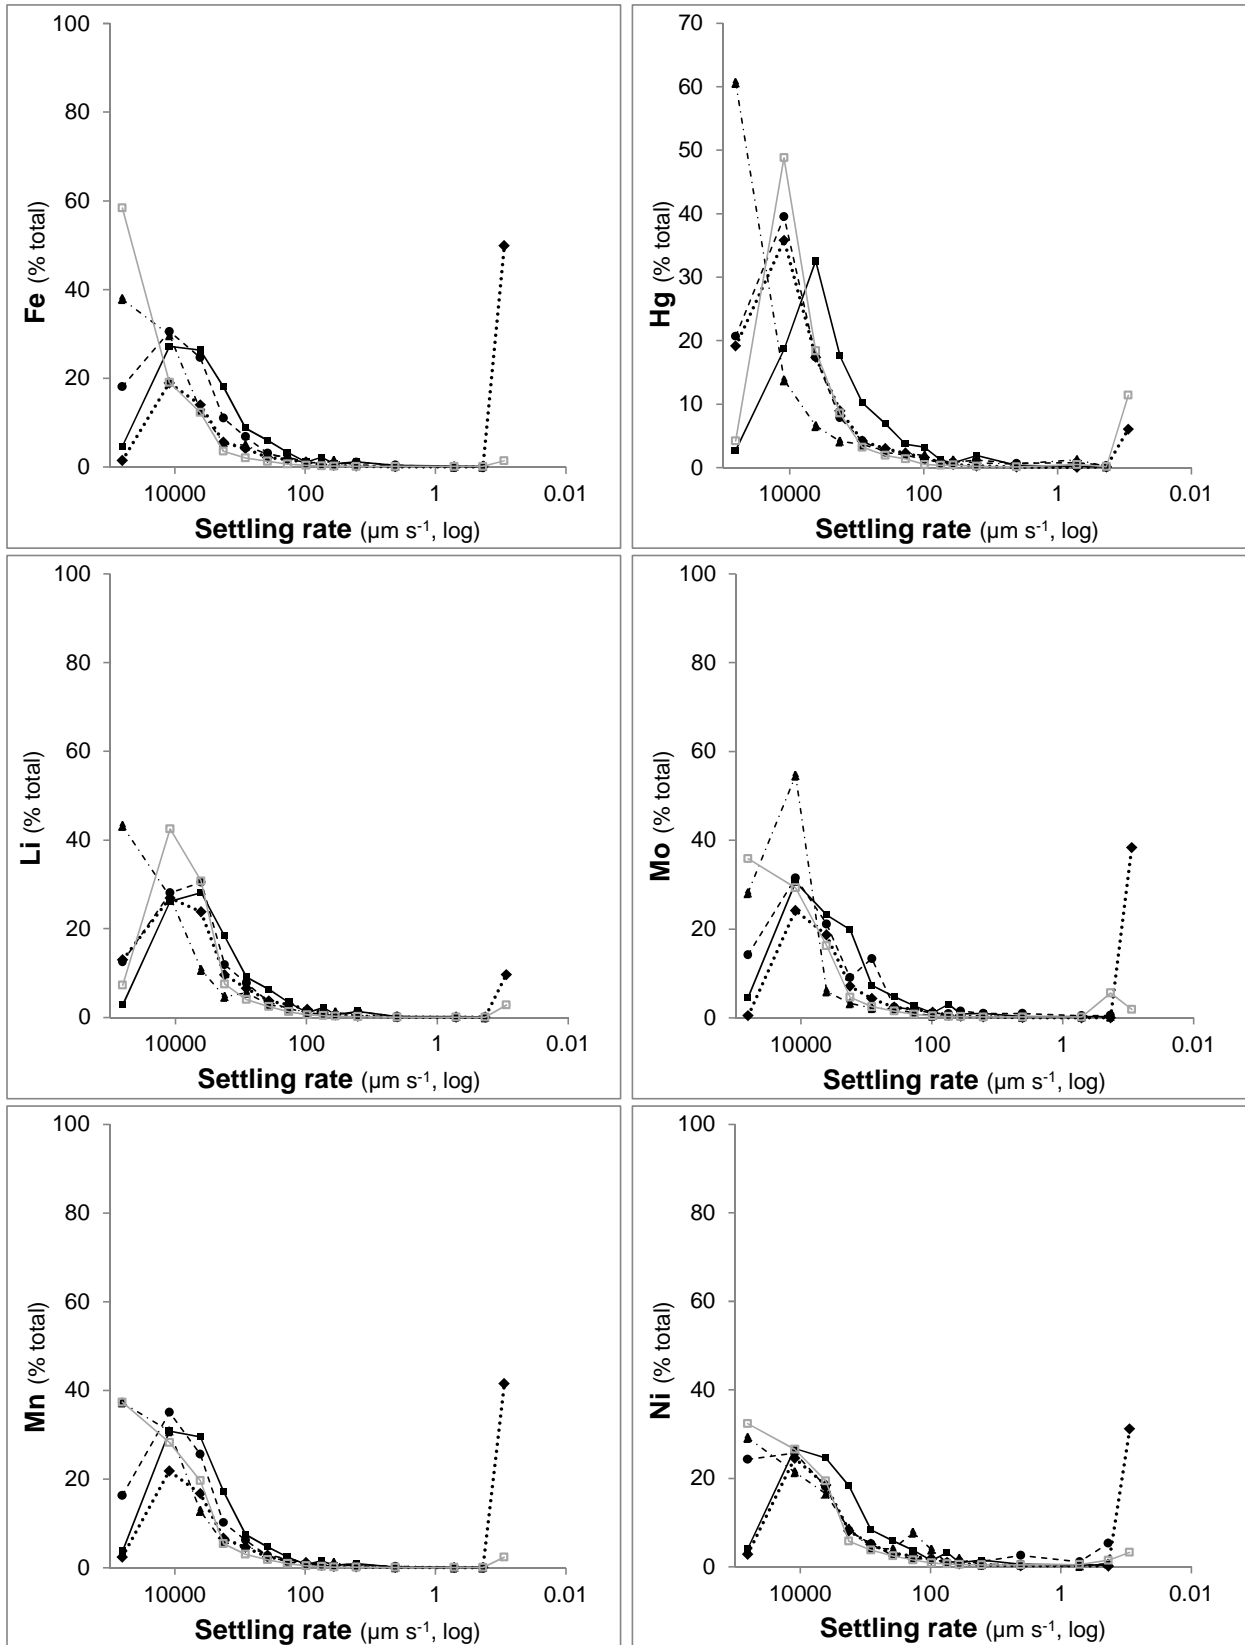 100
80
60
40
20
0
Fe (% total)
10000 100 1 0.01
Settling rate (µm s⁻¹, log)
70
60
50
40
30
20
10
0
Hg (% total)
10000 100 1 0.01
Settling rate (µm s⁻¹, log)
100
80
60
40
20
0
Li (% total)
10000 100 1 0.01
Settling rate (µm s⁻¹, log)
100
80
60
40
20
0
Mo (% total)
10000 100 1 0.01
Settling rate (µm s⁻¹, log)
100
80
60
40
20
0
Mn (% total)
10000 100 1 0.01
Settling rate (µm s⁻¹, log)
100
80
60
40
20
0
Ni (% total)
10000 100 1 0.01
Settling rate (µm s⁻¹, log)